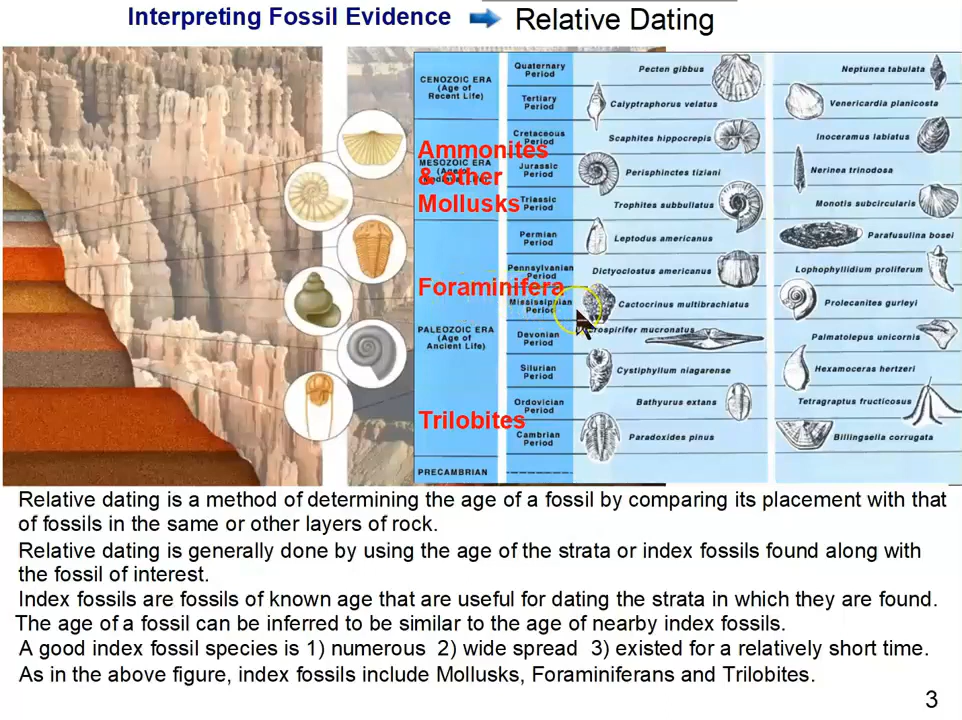 Interpreting Fossil Evidence
Relative Dating
CENOZOIC ERA
(Age of
Recent Life)
Quaternary
Period
Pecten gibbus
Neptunea tabulata
Tertiary
Period
Calyptraphorus velatus
Venericardia planicosta
Ammonites
& other
Mollusks
MESOZOIC ERA
Cretaceous
Period
Scaphites hippocrepis
Inoceramus labiatus
Jurassic
Period
Perisphinctes tiziani
Nerinea trinodosa
Triassic
Period
Trophites subbullatus
Monotis subcircularis
Permian
Period
Leptodus americanus
Parafusulina bosei
Foraminifera
Pennsylvanian
Period
Dictyoclostus americanus
Lophophyllidium proliferum
Mississippian
Period
Cactocrinus multibrachiatus
Prolecanites gurleyi
PALEOZOIC ERA
(Age of
Ancient Life)
Devonian
Period
mucronatus
Palmatolepus unicornis
Silurian
Period
Cystiphyllum niagarense
Hexamoceras hertzeri
Trilobites
Ordovician
Period
Bathyurus extans
Tetragraptus fructicosus
Cambrian
Period
Paradoxides pinus
Billingsella corrugata
PRECAMBRIAN
Relative dating is a method of determining the age of a fossil by comparing its placement with that
of fossils in the same or other layers of rock.
Relative dating is generally done by using the age of the strata or index fossils found along with
the fossil of interest.
Index fossils are fossils of known age that are useful for dating the strata in which they are found.
The age of a fossil can be inferred to be similar to the age of nearby index fossils.
A good index fossil species is 1) numerous 2) wide spread 3) existed for a relatively short time.
As in the above figure, index fossils include Mollusks, Foraminiferans and Trilobites.
3